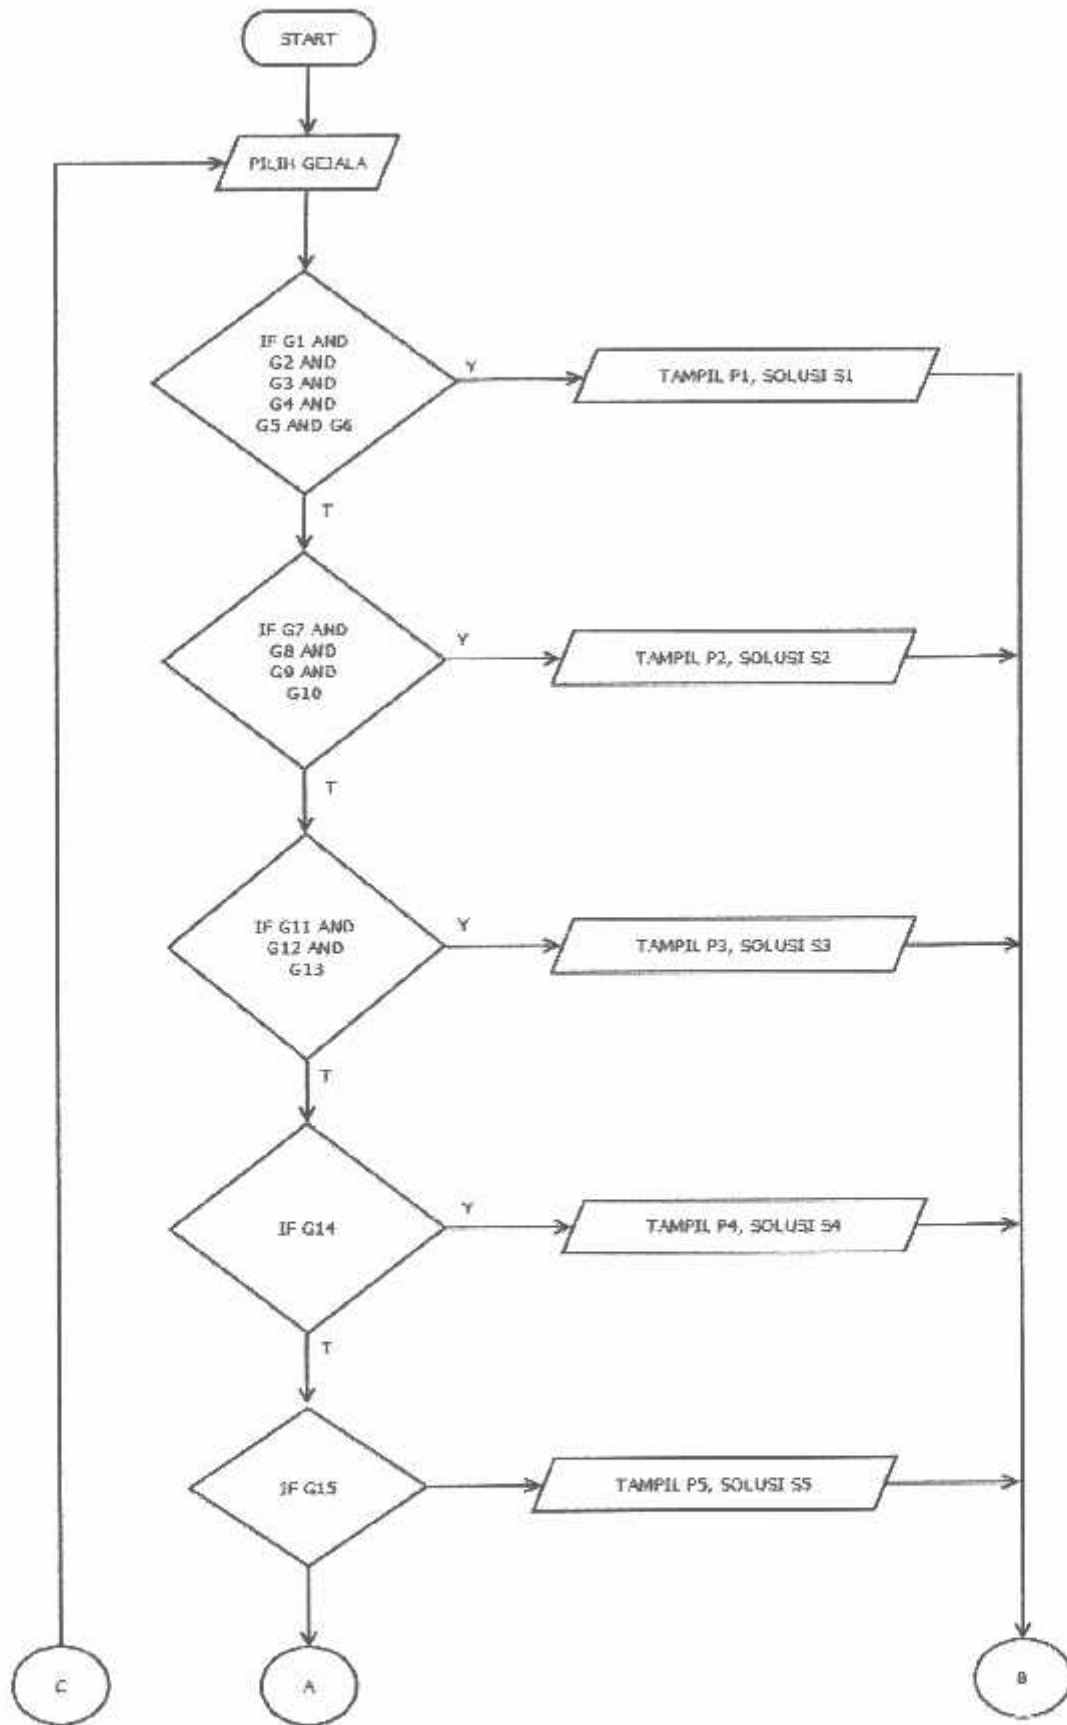 START
PILIH GEJALA
IF G1 AND
G2 AND
G3 AND
G4 AND
G5 AND G6
Y
TAMPIL P1, SOLUSI S1
T
IF G7 AND
G8 AND
G9 AND
G10
Y
TAMPIL P2, SOLUSI S2
T
IF G11 AND
G12 AND
G13
Y
TAMPIL P3, SOLUSI S3
T
IF G14
Y
TAMPIL P4, SOLUSI S4
T
IF G15
TAMPIL P5, SOLUSI S5
C
A
B